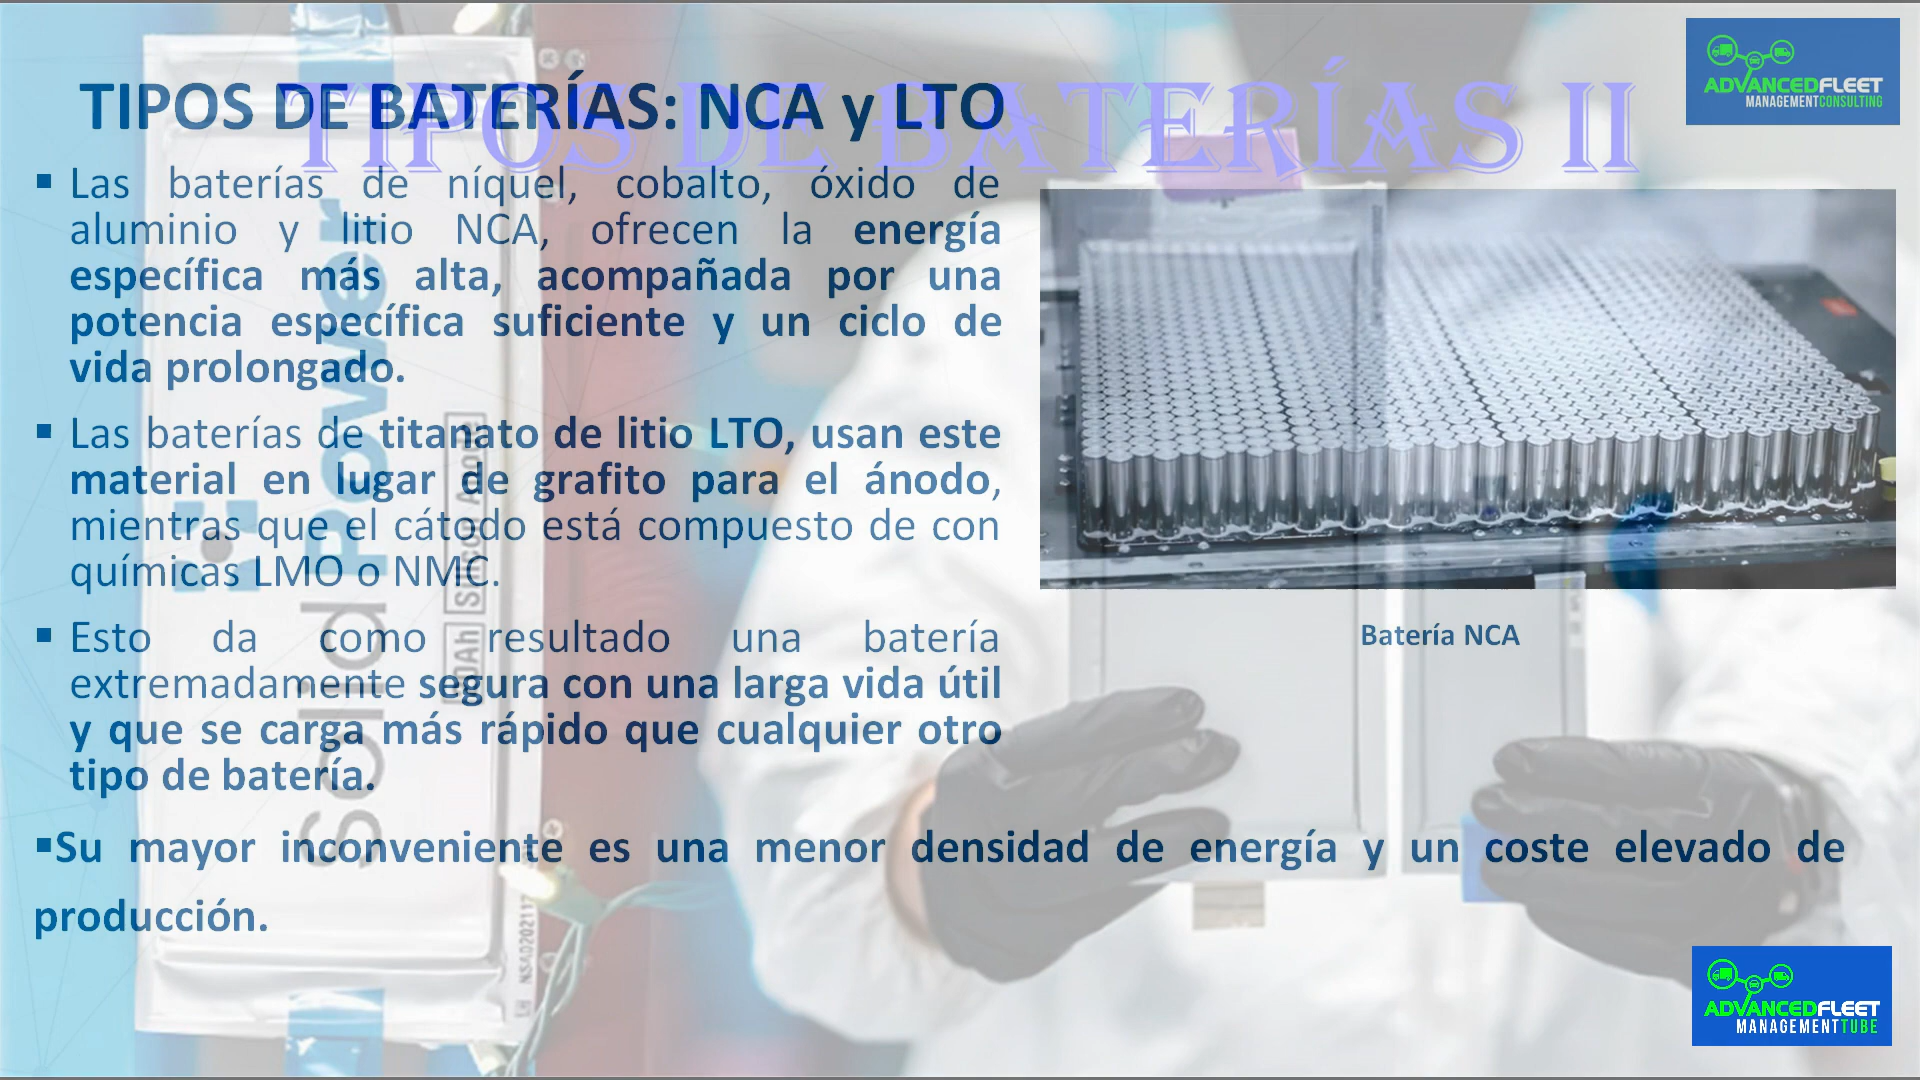 TIPOS DE BATERÍAS II
TIPOS DE BATERÍAS: NCA y LTO
ADVANCEDFLEET
MANAGEMENTCONSULTING
▪ Las baterías de níquel, cobalto, óxido de
aluminio y litio NCA, ofrecen la energía
específica más alta, acompañada por una
potencia específica suficiente y un ciclo de
vida prolongado.
▪ Las baterías de titanato de litio LTO, usan este
material en lugar de grafito para el ánodo,
mientras que el cátodo está compuesto de con
químicas LMO o NMC.
▪ Esto da como resultado una batería
extremadamente segura con una larga vida útil
y que se carga más rápido que cualquier otro
tipo de batería.
▪Su mayor inconveniente es una menor densidad de energía y un coste elevado de
producción.
Batería NCA
Solid Power
ADVANCEDFLEET
MANAGEMENTTUBE